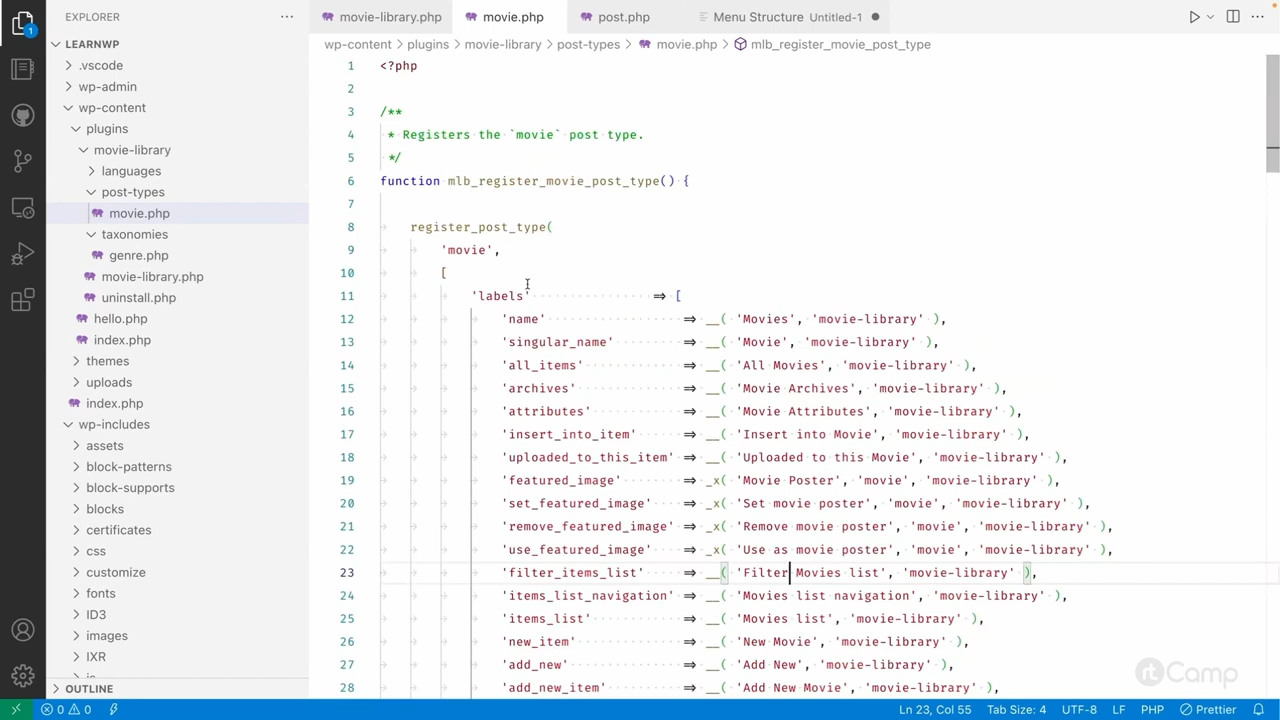 EXPLORER
LEARNWP
.vscode
wp-admin
wp-content
plugins
movie-library
languages
post-types
movie.php
taxonomies
genre.php
movie-library.php
uninstall.php
hello.php
index.php
themes
uploads
index.php
wp-includes
assets
block-patterns
block-supports
blocks
certificates
css
customize
fonts
ID3
images
IXR
OUTLINE
1
movie-library.php
movie.php
post.php
Menu Structure Untitled-1
wp-content > plugins > movie-library > post-types > movie.php > mlb_register_movie_post_type
1 <?php
2
3 /**
4 * Registers the `movie` post type.
5 */
6 function mlb_register_movie_post_type() {
7
8 register_post_type(
9 'movie',
10 [
11 'labels' => [
12 'name' => __( 'Movies', 'movie-library' ),
13 'singular_name' => __( 'Movie', 'movie-library' ),
14 'all_items' => __( 'All Movies', 'movie-library' ),
15 'archives' => __( 'Movie Archives', 'movie-library' ),
16 'attributes' => __( 'Movie Attributes', 'movie-library' ),
17 'insert_into_item' => __( 'Insert into Movie', 'movie-library' ),
18 'uploaded_to_this_item' => __( 'Uploaded to this Movie', 'movie-library' ),
19 'featured_image' => _x( 'Movie Poster', 'movie', 'movie-library' ),
20 'set_featured_image' => _x( 'Set movie poster', 'movie', 'movie-library' ),
21 'remove_featured_image' => _x( 'Remove movie poster', 'movie', 'movie-library' ),
22 'use_featured_image' => _x( 'Use as movie poster', 'movie', 'movie-library' ),
23 'filter_items_list' => __( 'Filter Movies list', 'movie-library' ),
24 'items_list_navigation' => __( 'Movies list navigation', 'movie-library' ),
25 'items_list' => __( 'Movies list', 'movie-library' ),
26 'new_item' => __( 'New Movie', 'movie-library' ),
27 'add_new' => __( 'Add New', 'movie-library' ),
28 'add_new_item' => __( 'Add New Movie', 'movie-library' ),
rtCamp
0 0 Ln 23, Col 55 Tab Size: 4 UTF-8 LF PHP Prettier